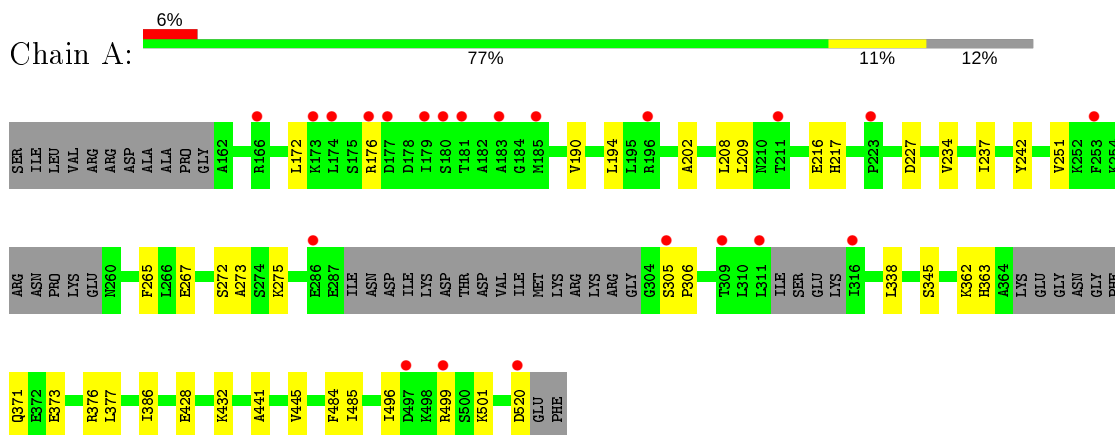 6%
Chain A:
77% 11% 12%
SER ILE LEU VAL ARG ARG ASP ALA ALA PRO GLY A162 R166 L172 K173 L174 S175 R176 D177 D178 I179 S180 T181 A182 A183 G184 M185 V190 L194 L195 R196 A202 L208 L209 N210 T211 E216 H217 P223 D227 V234 I237 Y242 V251 K252 F253 K254
ARG ASN PRO LYS GLU N260 F265 L266 E267 S272 A273 S274 K275 E286 E287 ILE ASN ASP ILE LYS ASP THR ASP VAL ILE MET LYS ARG LYS ARG GLY G304 S305 P306 T309 L310 L311 ILE SER GLU LYS I316 L338 S345 K362 H363 A364 LYS GLU GLY ASN GLY PHE
Q371 E372 E373 R376 L377 I386 E428 K432 A441 V445 F484 I485 I496 D497 K498 R499 S500 K501 D520 GLU PHE